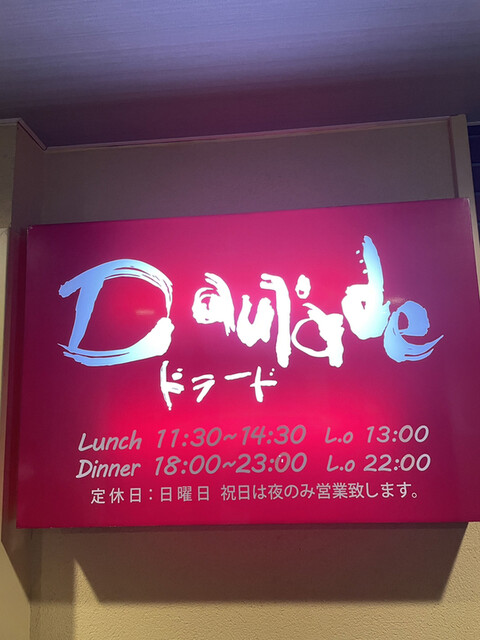 Daurade
ドラード
Lunch 11:30~14:30 L.o 13:00
Dinner 18:00~23:00 L.o 22:00
定休日：日曜日 祝日は夜のみ営業致します。